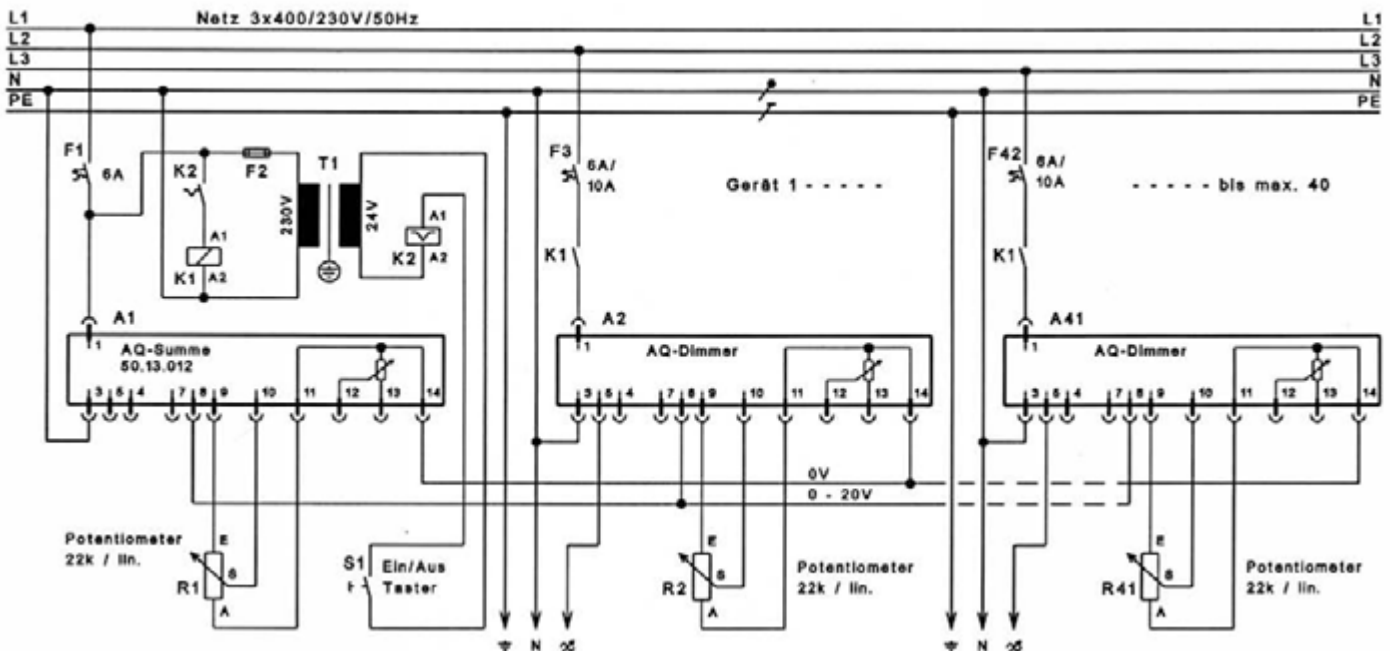 L1 Netz 3x400/230V/50Hz L1
L2 L2
L3 L3
N N
PE PE
F1 6A
K2 F2 T1
230V 24V
A1
K1 A2
A1
K2 A2
F3 6A/
10A
Gerät 1 - - - - -
F42 6A/
10A
- - - - - bis max. 40
K1
K1
A1
1
AQ-Summe
50.13.012
3 5 4 7 8 9 10 11 12 13 14
A2
1
AQ-Dimmer
3 5 4 7 8 9 10 11 12 13 14
A41
1
AQ-Dimmer
3 5 4 7 8 9 10 11 12 13 14
0V
0 - 20V
Potentiometer
22k / lin.
E
S
R1
A
S1 Ein/Aus
Taster
E
S
R2
A
Potentiometer
22k / lin.
E
S
R41
A
Potentiometer
22k / lin.
N
N